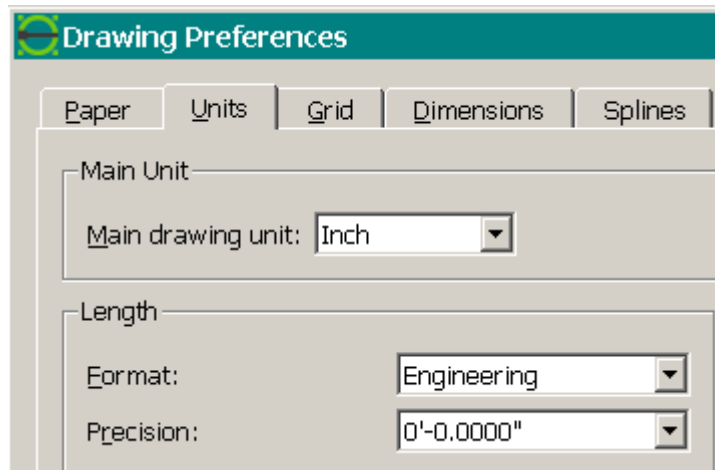 Drawing Preferences
Paper Units Grid Dimensions Splines
Main Unit
Main drawing unit: Inch
Length
Format: Engineering
Precision: 0'-0.0000"